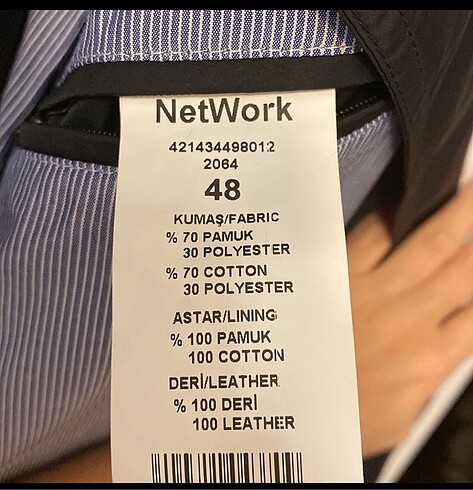 NetWork
421434498012
2064
48
KUMAŞ/FABRIC
% 70 PAMUK
30 POLYESTER
% 70 COTTON
30 POLYESTER
ASTAR/LINING
% 100 PAMUK
100 COTTON
DERİ/LEATHER
% 100 DERİ
100 LEATHER